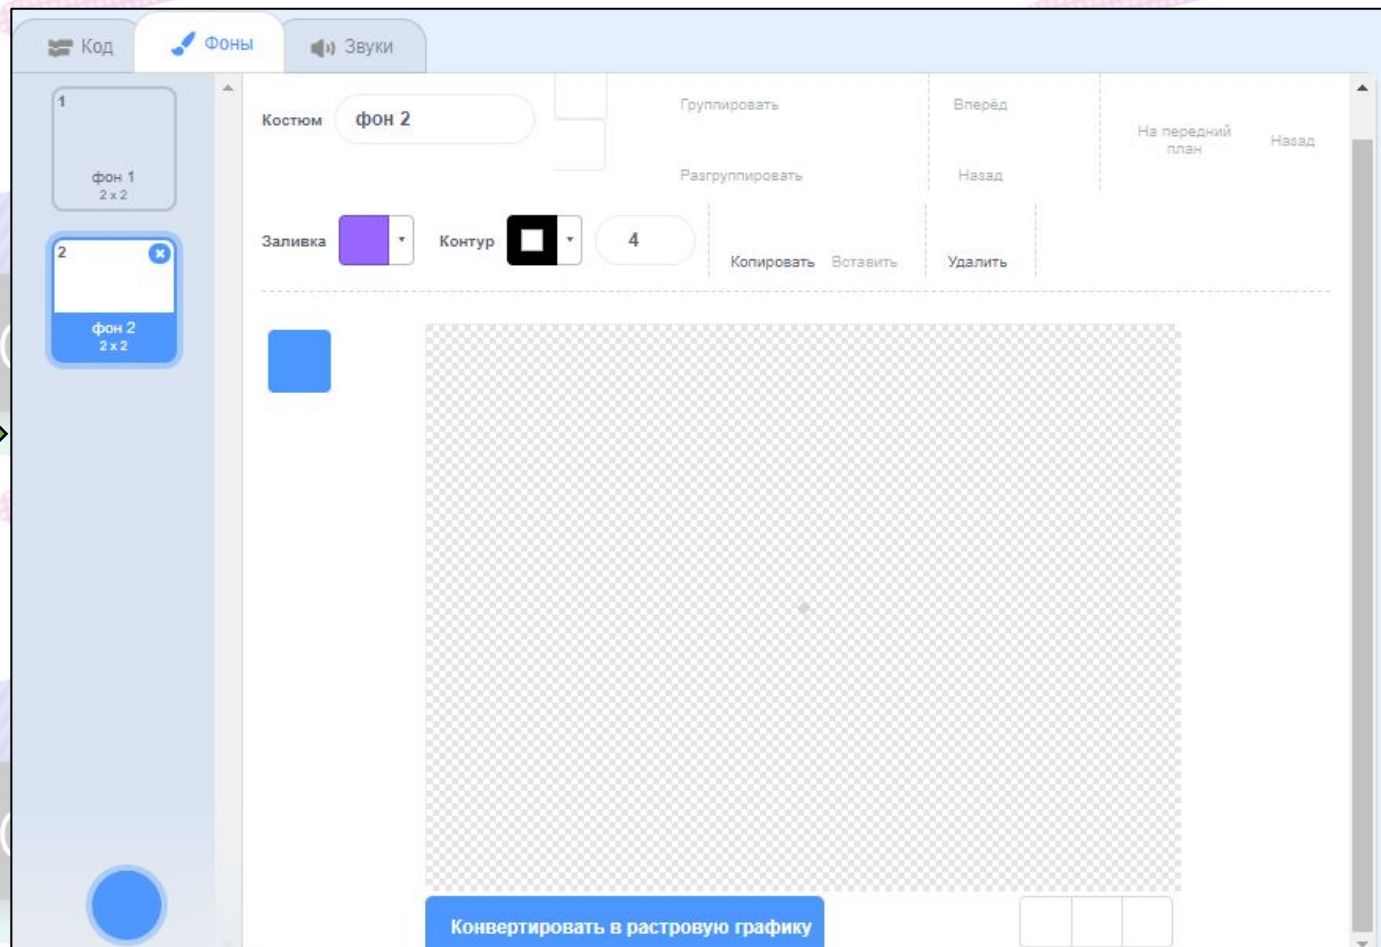 Код
Фоны
Звуки
1
фон 1
2 x 2
2
фон 2
2 x 2
Костюм
фон 2
Группировать
Разгруппировать
Вперёд
Назад
На передний
план
Назад
Заливка
Контур
4
Копировать
Вставить
Удалить
Конвертировать в растровую графику